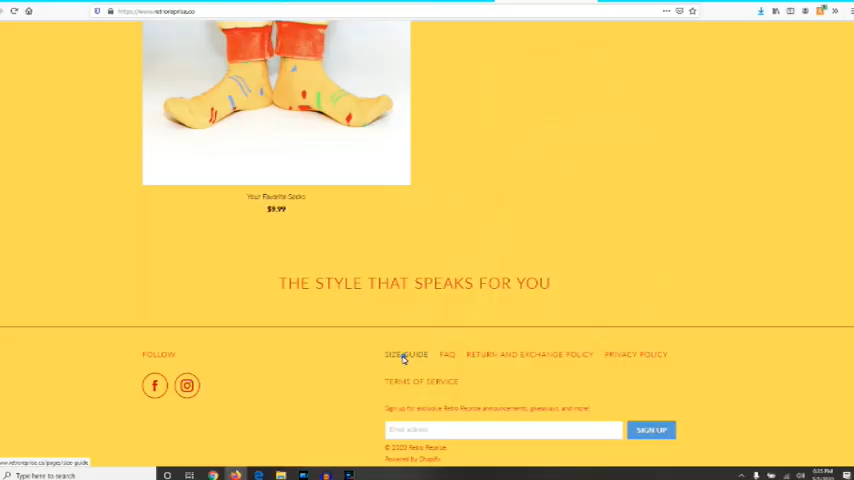 https://www.retroreprise.co
Your Favorite Socks
$9.99
THE STYLE THAT SPEAKS FOR YOU
FOLLOW
SIZE GUIDE FAQ RETURN AND EXCHANGE POLICY PRIVACY POLICY
TERMS OF SERVICE
Sign up for exclusive Retro Reprise announcements, giveaways, and more!
Email address SIGN UP
© 2020 Retro Reprise.
Powered by Shopify
www.retroreprise.co/pages/size-guide
Type here to search
6:35 PM